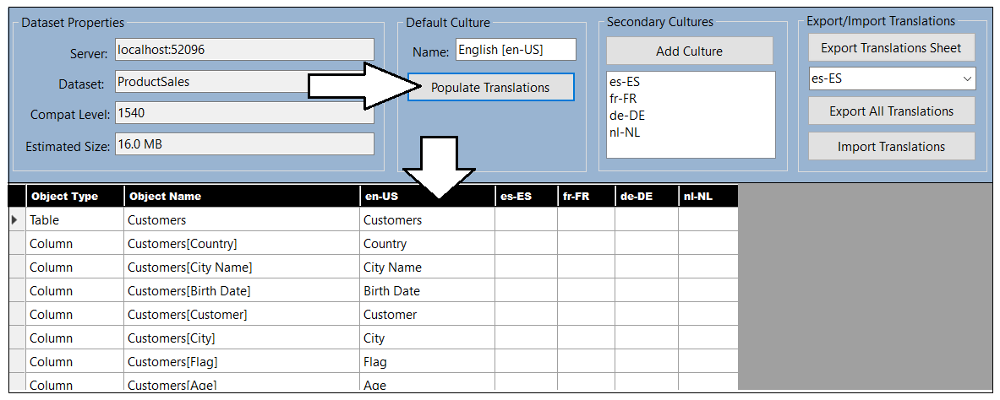 Dataset Properties
Server: localhost:52096
Dataset: ProductSales
Compat Level: 1540
Estimated Size: 16.0 MB
Default Culture
Name: English [en-US]
Populate Translations
Secondary Cultures
Add Culture
es-ES
fr-FR
de-DE
nl-NL
Export/Import Translations
Export Translations Sheet
es-ES
Export All Translations
Import Translations
Object Type Object Name en-US es-ES fr-FR de-DE nl-NL
Table Customers Customers
Column Customers[Country] Country
Column Customers[City Name] City Name
Column Customers[Birth Date] Birth Date
Column Customers[Customer] Customer
Column Customers[City] City
Column Customers[Flag] Flag
Column Customers[Age] Age